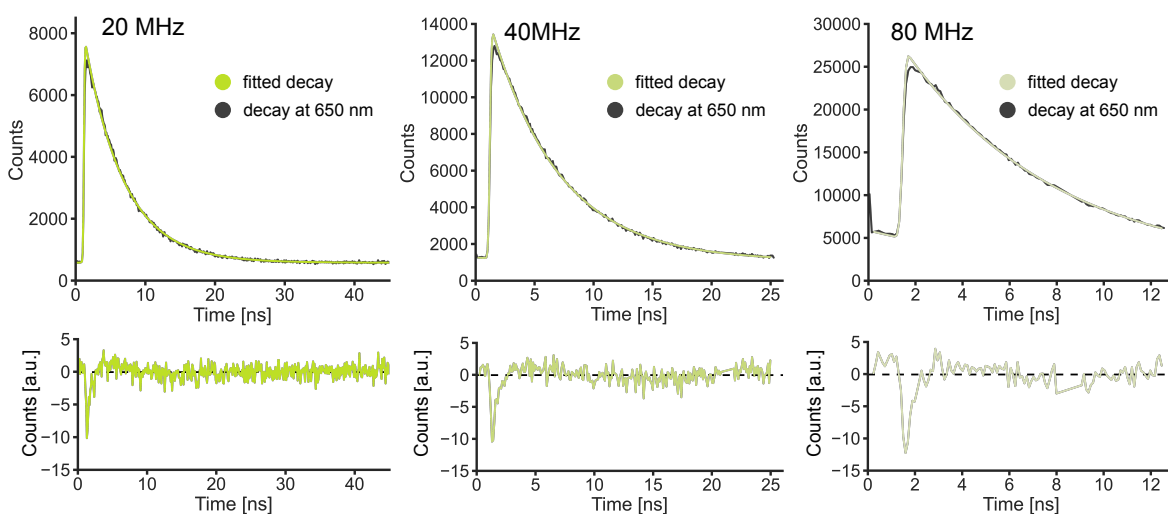 20 MHz
8000
6000
4000
2000
0
Counts
fitted decay
decay at 650 nm
0 10 20 30 40
Time [ns]
40MHz
14000
12000
10000
8000
6000
4000
2000
0
Counts
fitted decay
decay at 650 nm
0 5 10 15 20 25
Time [ns]
80 MHz
30000
25000
20000
15000
10000
5000
0
Counts
fitted decay
decay at 650 nm
0 2 4 6 8 10 12
Time [ns]
5
0
−5
−10
−15
Counts [a.u.]
0 10 20 30 40
Time [ns]
5
0
−5
−10
−15
Counts [a.u.]
0 5 10 15 20 25
Time [ns]
5
0
−5
−10
−15
Counts [a.u.]
0 2 4 6 8 10 12
Time [ns]